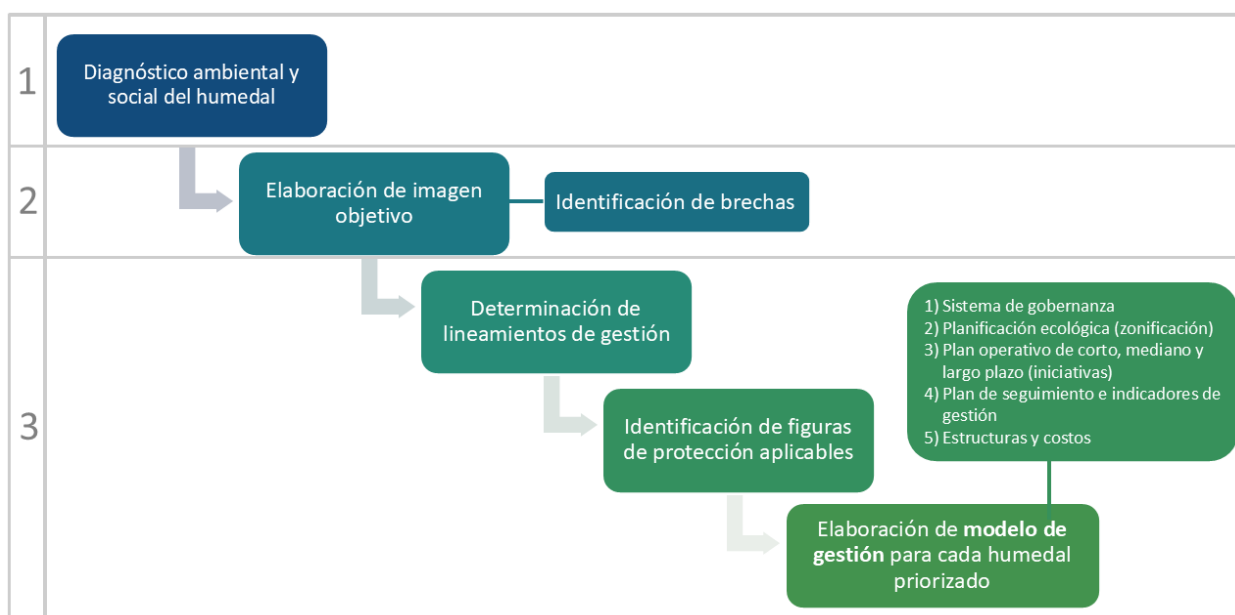 1
Diagnóstico ambiental y
social del humedal
2
Elaboración de imagen
objetivo
Identificación de brechas
3
Determinación de
lineamientos de gestión
Identificación de figuras
de protección aplicables
1) Sistema de gobernanza
2) Planificación ecológica (zonificación)
3) Plan operativo de corto, mediano y
largo plazo (iniciativas)
4) Plan de seguimiento e indicadores de
gestión
5) Estructuras y costos
Elaboración de modelo de
gestión para cada humedal
priorizado